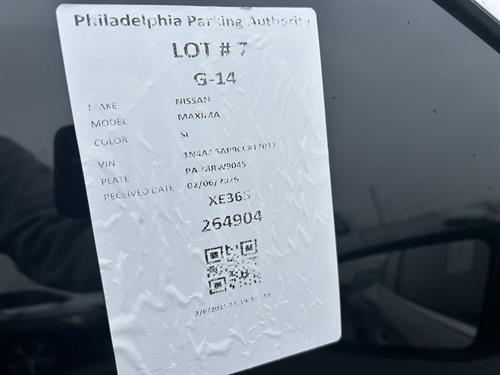 Philadelphia Parking Authority
LOT # 7
G-14
MAKE NISSAN
MODEL MAXIMA
COLOR SI
VIN
PLATE PA-MRW9045
RECEIVED DATE 02/06/2025
XE365
264904